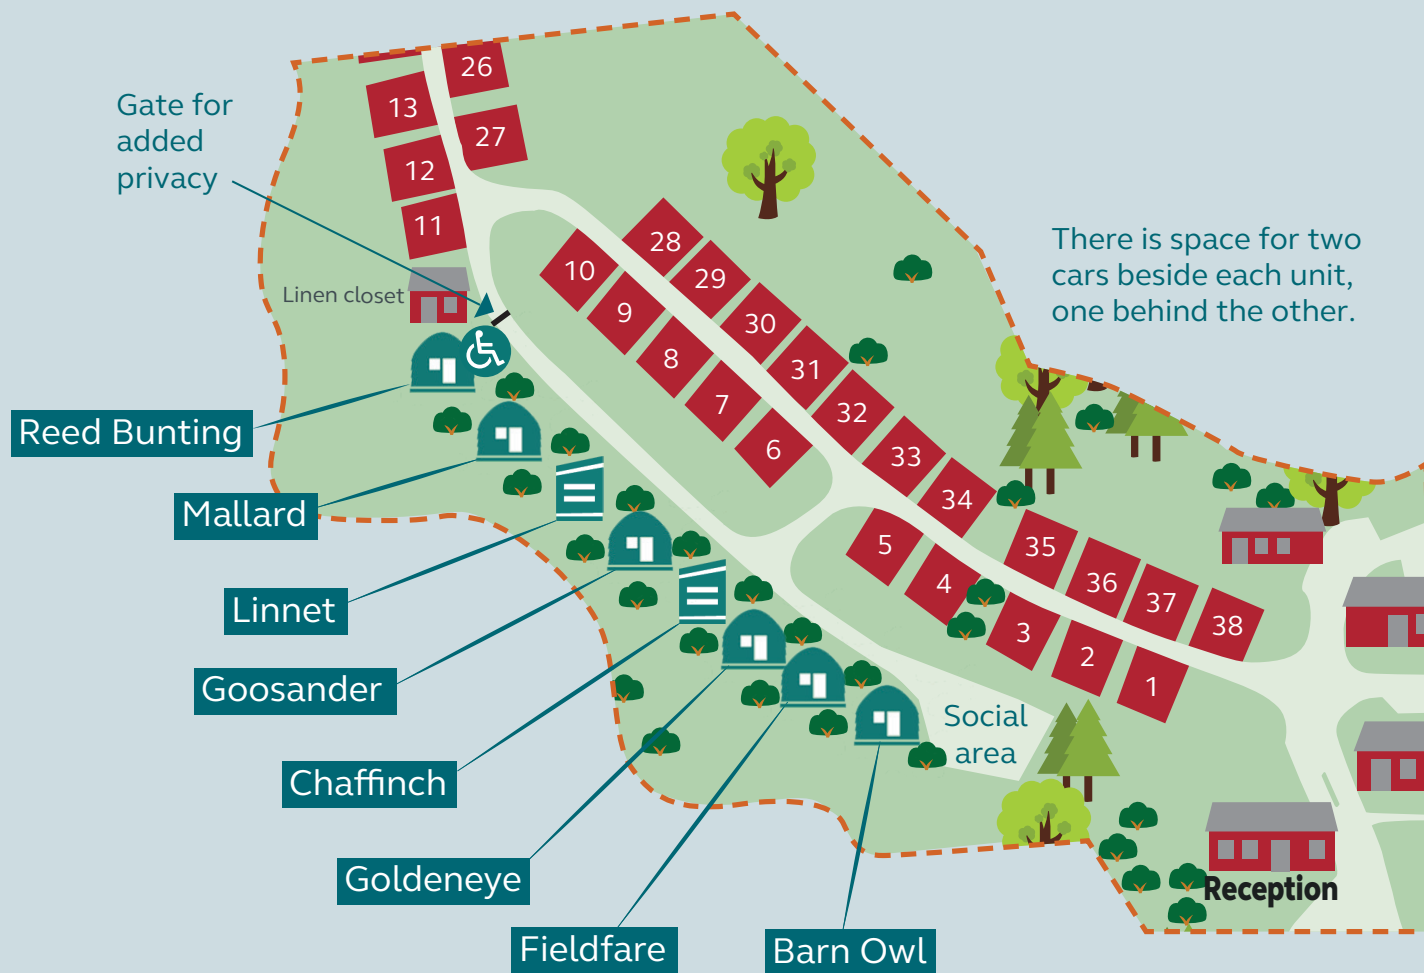 Gate for
added
privacy
There is space for two
cars beside each unit,
one behind the other.
26
13
27
12
11
Linen closet
28
10
29
9
30
8
31
7
32
6
33
34
5
35
4
36
37
3
38
2
1
Reed Bunting
Mallard
Linnet
Goosander
Chaffinch
Goldeneye
Fieldfare
Barn Owl
Social
area
Reception